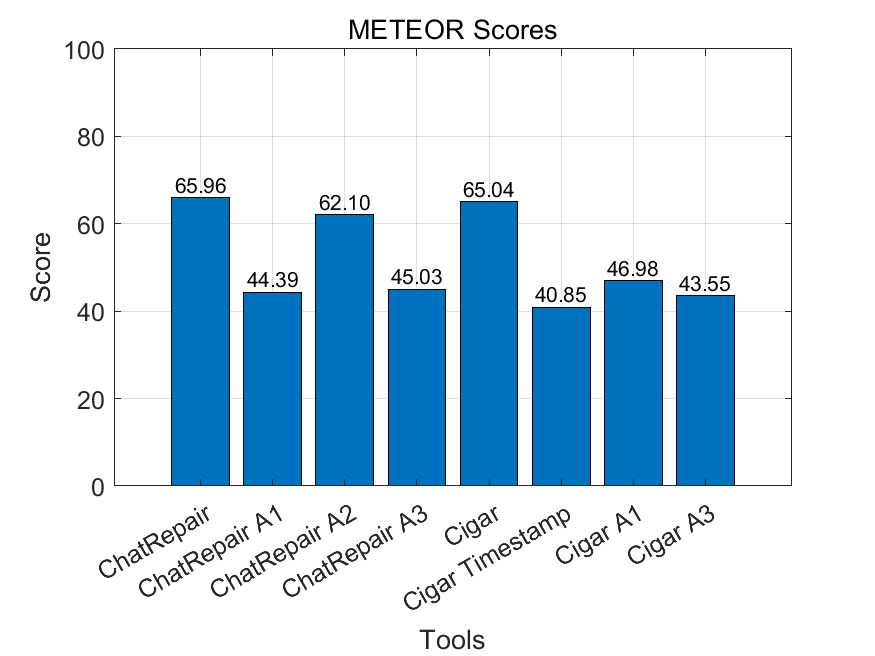 METEOR Scores
Score
100
80
60
40
20
0
65.96
44.39
62.10
45.03
65.04
40.85
46.98
43.55
ChatRepair
ChatRepair A1
ChatRepair A2
ChatRepair A3
Cigar
Cigar Timestamp
Cigar A1
Cigar A3
Tools